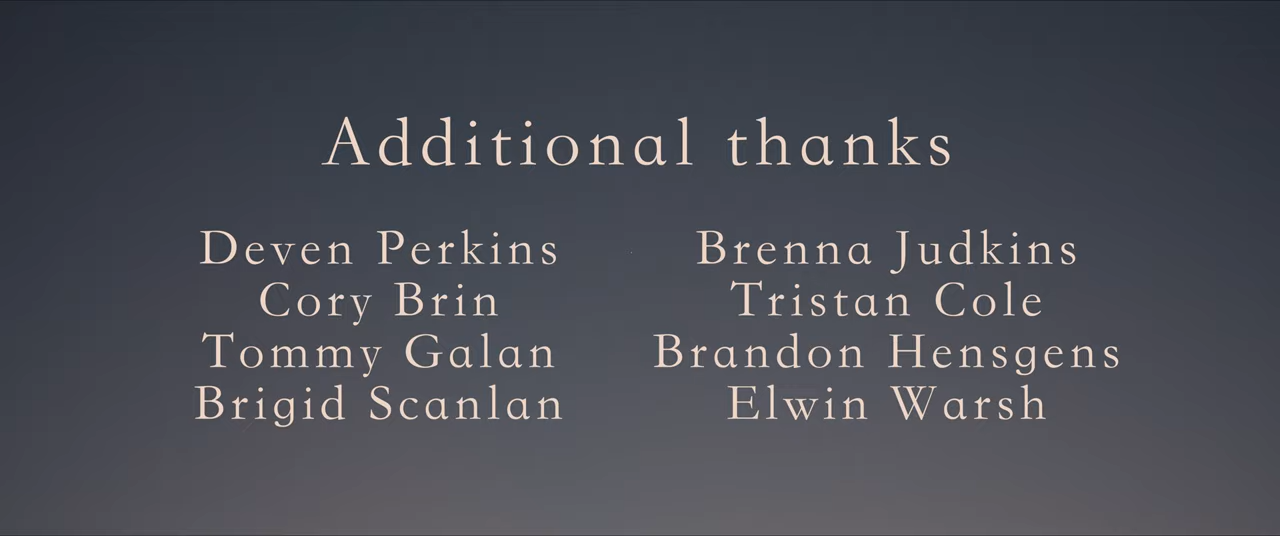 Additional thanks
Deven Perkins
Cory Brin
Tommy Galan
Brigid Scanlan
Brenna Judkins
Tristan Cole
Brandon Hensgens
Elwin Warsh